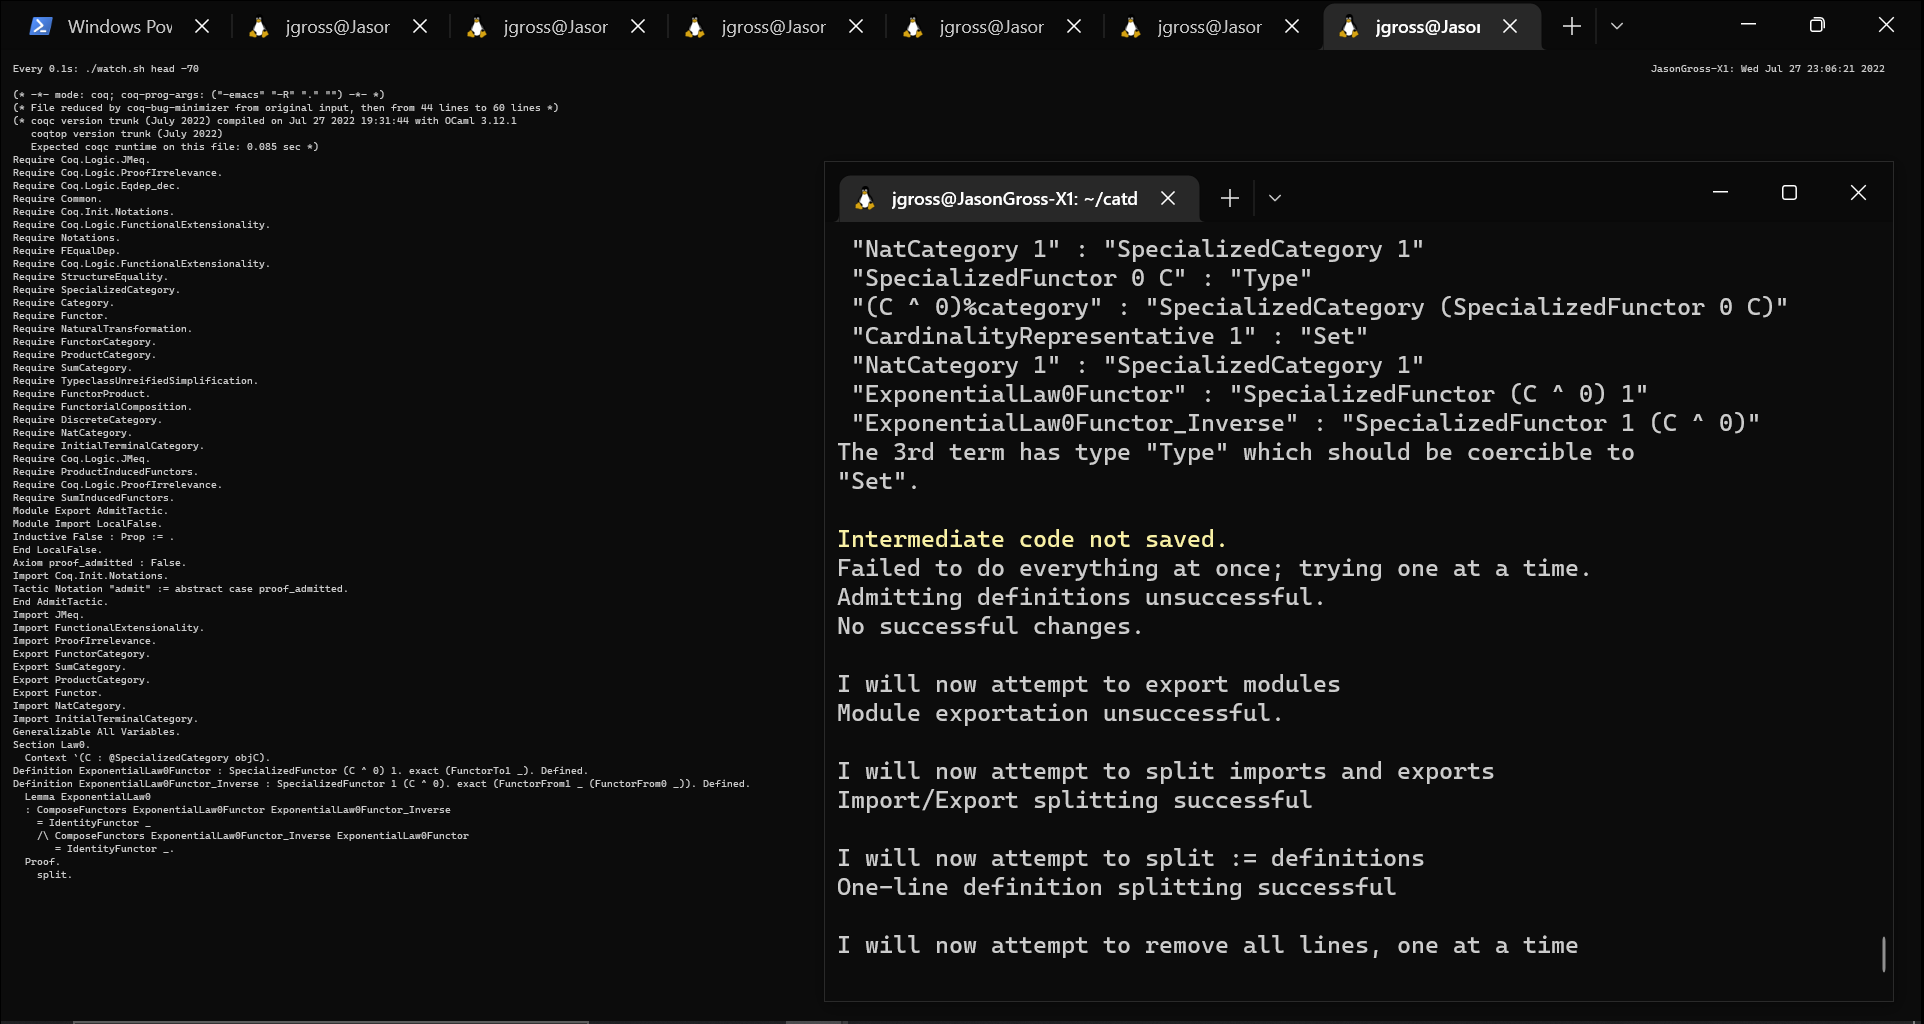 Windows Pov
jgross@Jasor
jgross@Jasor
jgross@Jasor
jgross@Jasor
jgross@Jasor
jgross@Jasor
Every 0.1s: ./watch.sh head -70
JasonGross-X1: Wed Jul 27 23:06:21 2022
(* -*- mode: coq; coq-prog-args: ("-emacs" "-R" "." "") -*- *)
(* File reduced by coq-bug-minimizer from original input, then from 44 lines to 60 lines *)
(* coqc version trunk (July 2022) compiled on Jul 27 2022 19:31:44 with OCaml 3.12.1
   coqtop version trunk (July 2022)
   Expected coqc runtime on this file: 0.085 sec *)
Require Coq.Logic.JMeq.
Require Coq.Logic.ProofIrrelevance.
Require Coq.Logic.Eqdep_dec.
Require Common.
Require Coq.Init.Notations.
Require Coq.Logic.FunctionalExtensionality.
Require Notations.
Require FEqualDep.
Require Coq.Logic.FunctionalExtensionality.
Require StructureEquality.
Require SpecializedCategory.
Require Category.
Require Functor.
Require NaturalTransformation.
Require FunctorCategory.
Require ProductCategory.
Require SumCategory.
Require TypeclassUnreifiedSimplification.
Require FunctorProduct.
Require FunctorialComposition.
Require DiscreteCategory.
Require NatCategory.
Require InitialTerminalCategory.
Require Coq.Logic.JMeq.
Require ProductInducedFunctors.
Require Coq.Logic.ProofIrrelevance.
Require SumInducedFunctors.
Module Export AdmitTactic.
Module Import LocalFalse.
Inductive False : Prop := .
End LocalFalse.
Axiom proof_admitted : False.
Import Coq.Init.Notations.
Tactic Notation "admit" := abstract case proof_admitted.
End AdmitTactic.
Import JMeq.
Import FunctionalExtensionality.
Import ProofIrrelevance.
Export FunctorCategory.
Export SumCategory.
Export ProductCategory.
Export Functor.
Import NatCategory.
Import InitialTerminalCategory.
Generalizable All Variables.
Section Law0.
  Context `(C : @SpecializedCategory objC).
Definition ExponentialLaw0Functor : SpecializedFunctor (C ^ 0) 1. exact (FunctorTo1 _). Defined.
Definition ExponentialLaw0Functor_Inverse : SpecializedFunctor 1 (C ^ 0). exact (FunctorFrom1 _ (FunctorFrom0 _)). Defined.
  Lemma ExponentialLaw0
  : ComposeFunctors ExponentialLaw0Functor ExponentialLaw0Functor_Inverse
    = IdentityFunctor _
    /\ ComposeFunctors ExponentialLaw0Functor_Inverse ExponentialLaw0Functor
       = IdentityFunctor _.
  Proof.
    split.
jgross@JasonGross-X1: ~/catd
 "NatCategory 1" : "SpecializedCategory 1"
 "SpecializedFunctor 0 C" : "Type"
 "(C ^ 0)%category" : "SpecializedCategory (SpecializedFunctor 0 C)"
 "CardinalityRepresentative 1" : "Set"
 "NatCategory 1" : "SpecializedCategory 1"
 "ExponentialLaw0Functor" : "SpecializedFunctor (C ^ 0) 1"
 "ExponentialLaw0Functor_Inverse" : "SpecializedFunctor 1 (C ^ 0)"
The 3rd term has type "Type" which should be coercible to
"Set".
Intermediate code not saved.
Failed to do everything at once; trying one at a time.
Admitting definitions unsuccessful.
No successful changes.
I will now attempt to export modules
Module exportation unsuccessful.
I will now attempt to split imports and exports
Import/Export splitting successful
I will now attempt to split := definitions
One-line definition splitting successful
I will now attempt to remove all lines, one at a time